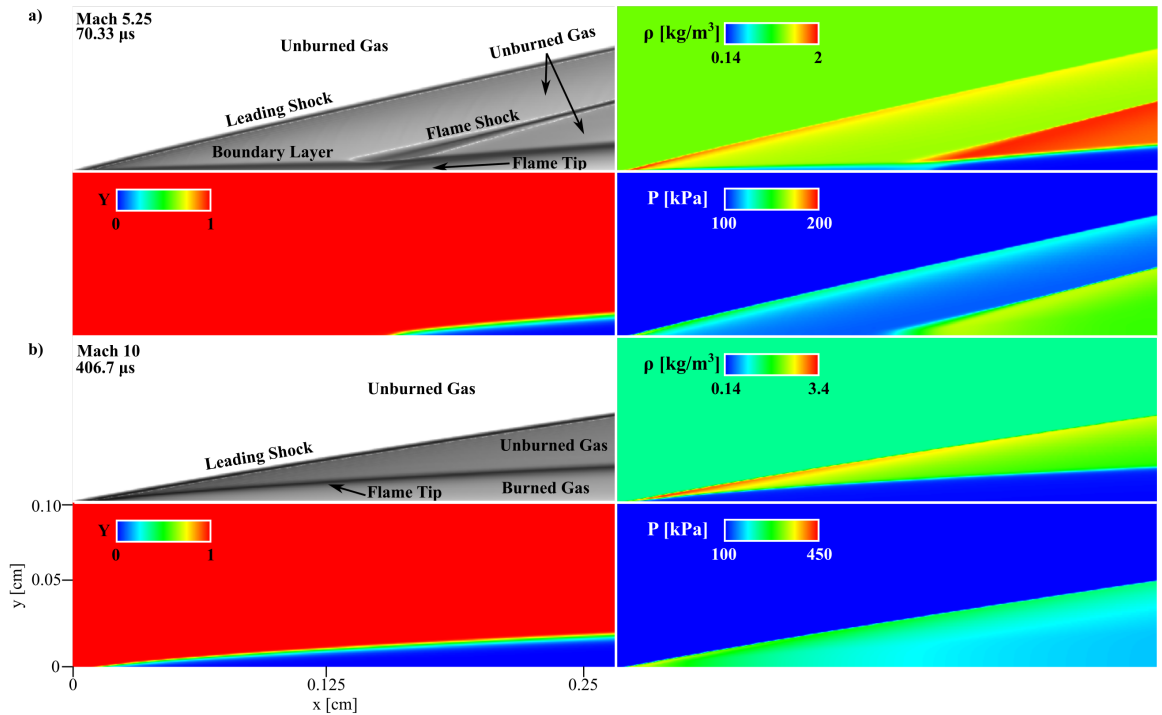 a)
Mach 5.25
70.33 μs
Unburned Gas
Unburned Gas
Leading Shock
Flame Shock
Boundary Layer
Flame Tip
ρ [kg/m³]
0.14 2
Y
0 1
P [kPa]
100 200
b)
Mach 10
406.7 μs
Unburned Gas
Leading Shock
Unburned Gas
Flame Tip
Burned Gas
ρ [kg/m³]
0.14 3.4
0.10
Y
0 1
0.05
y [cm]
0
P [kPa]
100 450
0 0.125 0.25
x [cm]